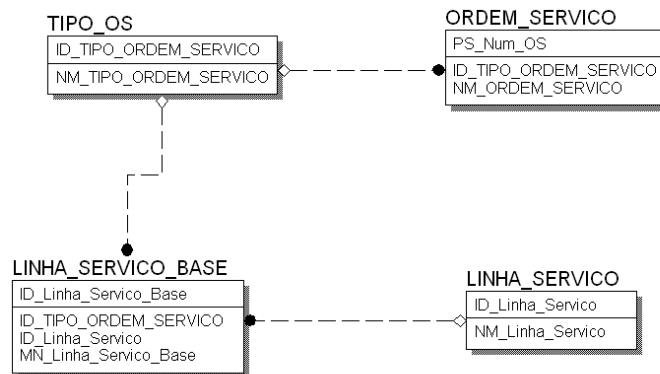 TIPO_OS
ID_TIPO_ORDEM_SERVICO
NM_TIPO_ORDEM_SERVICO
ORDEM_SERVICO
PS_Num_OS
ID_TIPO_ORDEM_SERVICO
NM_ORDEM_SERVICO
LINHA_SERVICO_BASE
ID_Linha_Servico_Base
ID_TIPO_ORDEM_SERVICO
ID_Linha_Servico
MN_Linha_Servico_Base
LINHA_SERVICO
ID_Linha_Servico
NM_Linha_Servico